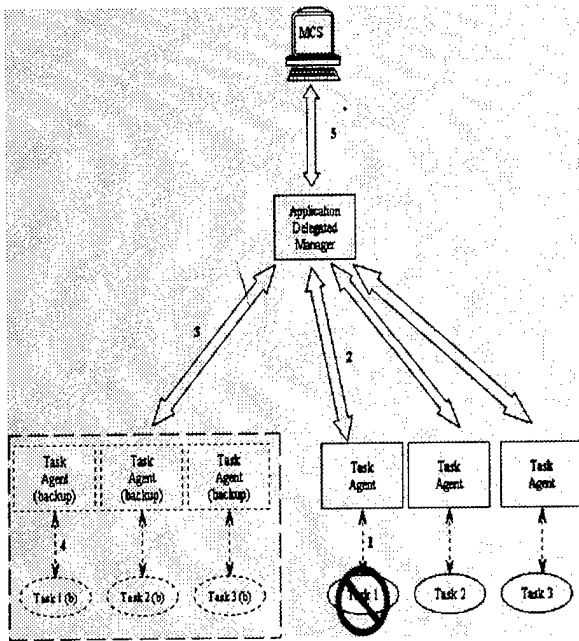 MCS
5
Application
Delegated
Manager
3
2
Task
Agent
(backup)
Task
Agent
(backup)
Task
Agent
(backup)
Task
Agent
Task
Agent
Task
Agent
4
1
Task 1 (b)
Task 2 (b)
Task 3 (b)
Task 1
Task 2
Task 3